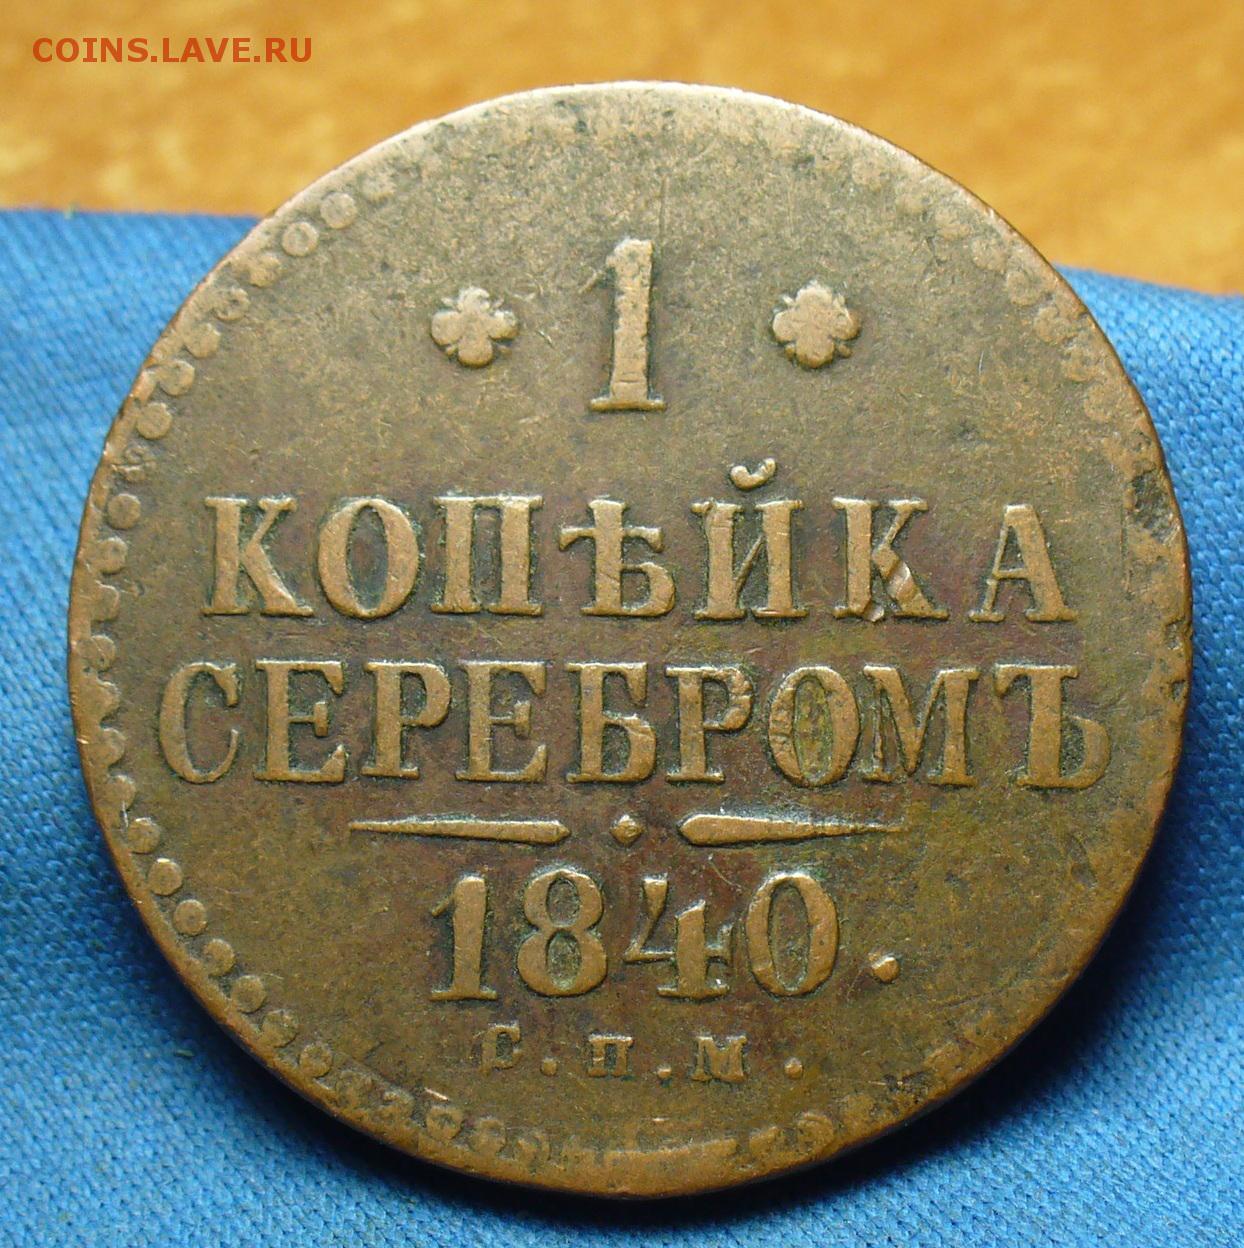 COINS.LAVE.RU
1
КОПѢЙКА
СЕРЕБРОМЪ
1840.
С.П.М.